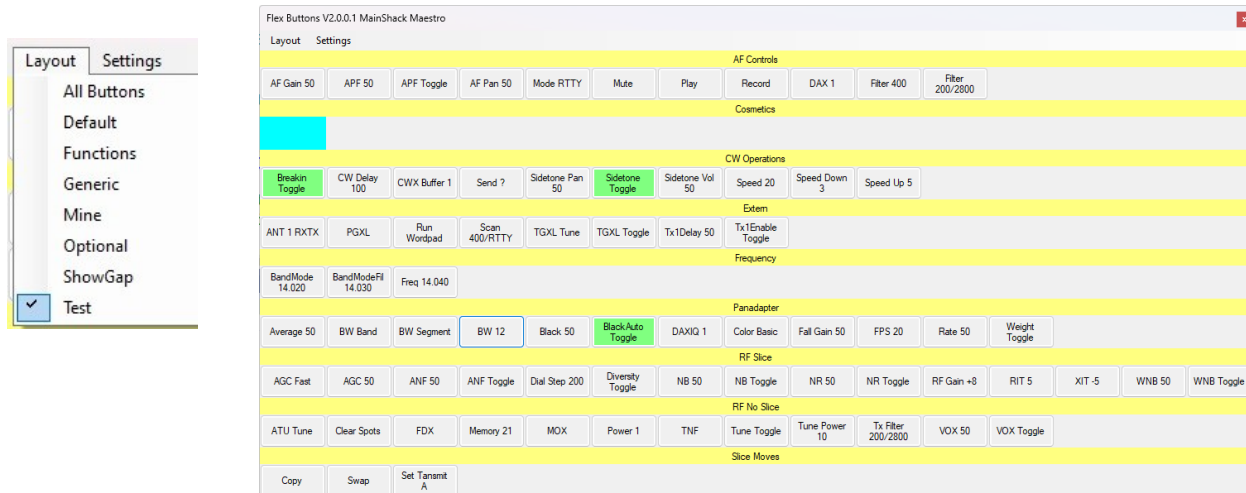 Layout Settings
All Buttons
Default
Functions
Generic
Mine
Optional
ShowGap
Test
Flex Buttons V2.0.0.1 MainShack Maestro
x
Layout Settings
AF Controls
AF Gain 50 APF 50 APF Toggle AF Pan 50 Mode RTTY Mute Play Record DAX 1 Filter 400 Filter
200/2800
Cosmetics
CW Operations
Breakin CW Delay CWX Buffer 1 Send ? Sidetone Pan Sidetone Sidetone Vol Speed 20 Speed Down Speed Up 5
Toggle 100 50 Toggle 50 3
Extern
ANT 1 RXTX PGXL Run Scan TGXL Tune TGXL Toggle Tx1Delay 50 Tx1Enable
Wordpad 400/RTTY Toggle
Frequency
BandMode BandModeFil Freq 14.040
14.020 14.030
Panadapter
Average 50 BW Band BW Segment BW 12 Black 50 BlackAuto DAXIQ 1 Color Basic Fall Gain 50 FPS 20 Rate 50 Weight
Toggle Toggle
RF Slice
AGC Fast AGC 50 ANF 50 ANF Toggle Dial Step 200 Diversity NB 50 NB Toggle NR 50 NR Toggle RF Gain +8 RIT 5 XIT -5 WNB 50 WNB Toggle
Toggle
RF No Slice
ATU Tune Clear Spots FDX Memory 21 MOX Power 1 TNF Tune Toggle Tune Power Tx Filter VOX 50 VOX Toggle
10 200/2800
Slice Moves
Copy Swap Set Tansmit
A